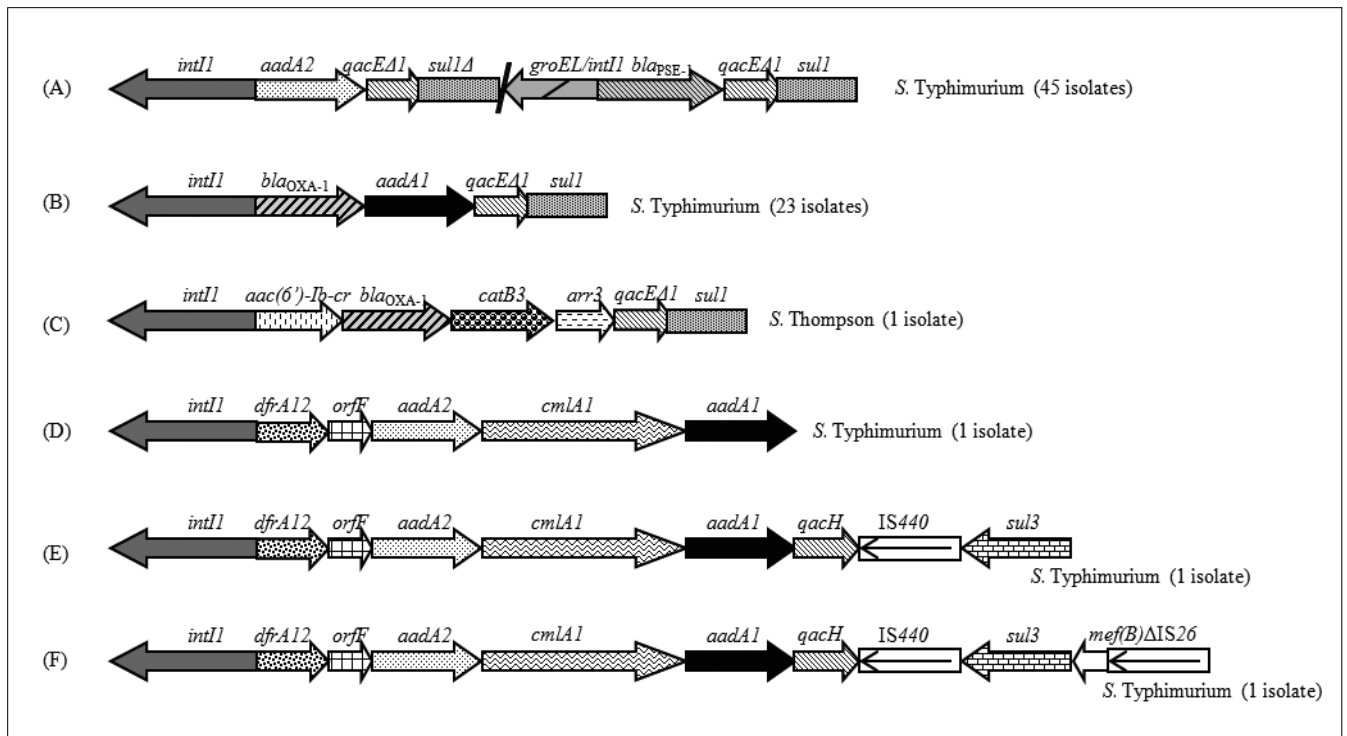 intI1 aadA2 qacEΔ1 sul1Δ groEL/intI1 blaPSE-1 qacEΔ1 sul1
(A) S. Typhimurium (45 isolates)
intI1 blaOXA-1 aadA1 qacEΔ1 sul1
(B) S. Typhimurium (23 isolates)
intI1 aac(6’)-Ib-cr blaOXA-1 catB3 arr3 qacEΔ1 sul1
(C) S. Thompson (1 isolate)
intI1 dfrA12 orfF aadA2 cmlA1 aadA1
(D) S. Typhimurium (1 isolate)
intI1 dfrA12 orfF aadA2 cmlA1 aadA1 qacH IS440 sul3
(E)
S. Typhimurium (1 isolate)
intI1 dfrA12 orfF aadA2 cmlA1 aadA1 qacH IS440 sul3 mef(B)ΔIS26
(F)
S. Typhimurium (1 isolate)